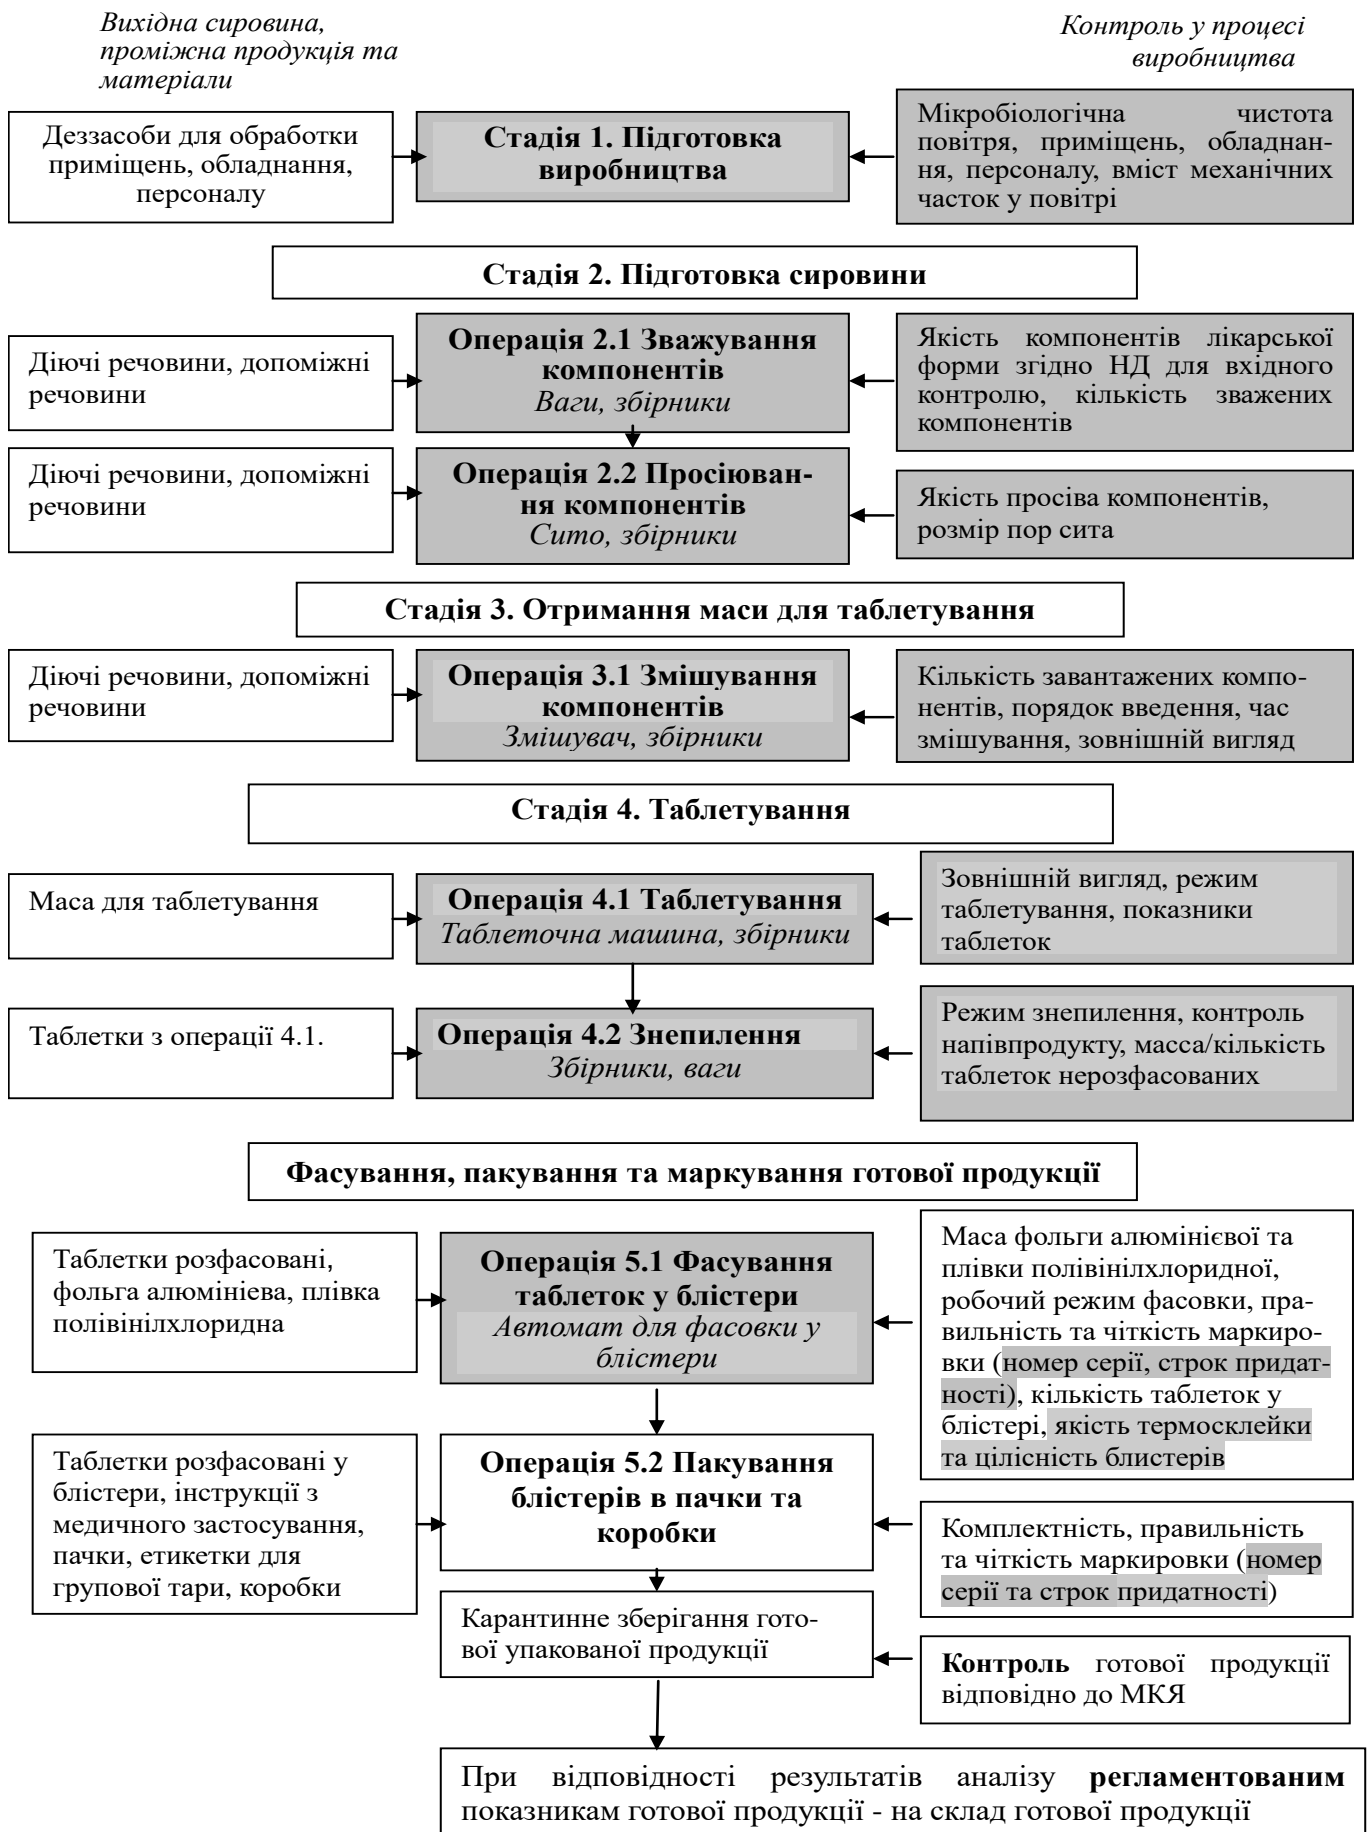 Вихідна сировина,
проміжна продукція та
матеріали
Контроль у процесі
виробництва
Деззасоби для обработки
приміщень, обладнання,
персоналу
Стадія 1. Підготовка
виробництва
Мікробіологічна чистота
повітря, приміщень, обладнан-
ня, персоналу, вміст механічних
часток у повітрі
Стадія 2. Підготовка сировини
Діючі речовини, допоміжні
речовини
Операція 2.1 Зважування
компонентів
Ваги, збірники
Якість компонентів лікарської
форми згідно НД для вхідного
контролю, кількість зважених
компонентів
Діючі речовини, допоміжні
речовини
Операція 2.2 Просіюван-
ня компонентів
Сито, збірники
Якість просіва компонентів,
розмір пор сита
Стадія 3. Отримання маси для таблетування
Діючі речовини, допоміжні
речовини
Операція 3.1 Змішування
компонентів
Змішувач, збірники
Кількість завантажених компо-
нентів, порядок введення, час
змішування, зовнішній вигляд
Стадія 4. Таблетування
Маса для таблетування
Операція 4.1 Таблетування
Таблеточна машина, збірники
Зовнішній вигляд, режим
таблетування, показники
таблеток
Таблетки з операції 4.1.
Операція 4.2 Знепилення
Збірники, ваги
Режим знепилення, контроль
напівпродукту, масса/кількість
таблеток нерозфасованих
Фасування, пакування та маркування готової продукції
Таблетки розфасовані,
фольга алюмінієва, плівка
полівінілхлоридна
Операція 5.1 Фасування
таблеток у блістери
Автомат для фасовки у
блістери
Маса фольги алюмінієвої та
плівки полівінілхлоридної,
робочий режим фасовки, пра-
вильність та чіткість маркиро-
вки (номер серії, строк придат-
ності), кількість таблеток у
блістері, якість термосклейки
та цілісність блистерів
Таблетки розфасовані у
блістери, інструкції з
медичного застосування,
пачки, етикетки для
групової тари, коробки
Операція 5.2 Пакування
блістерів в пачки та
коробки
Комплектність, правильність
та чіткість маркировки (номер
серії та строк придатності)
Карантинне зберігання гото-
вої упакованої продукції
Контроль готової продукції
відповідно до МКЯ
При відповідності результатів аналізу регламентованим
показникам готової продукції - на склад готової продукції